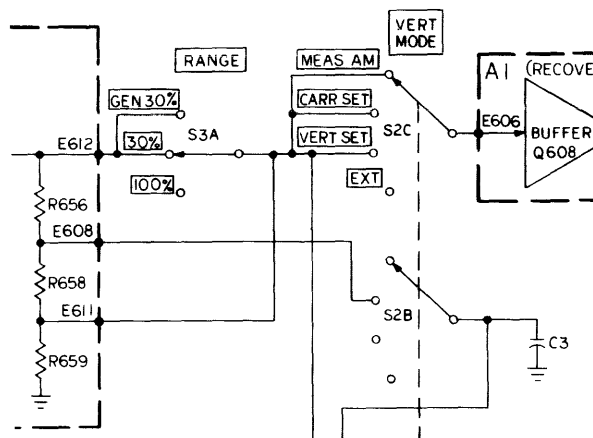 VERT
MODE
RANGE
MEAS AM
A1 (RECOVE
GEN 30%
CARR SET
S3A
S2C
E606
BUFFER
Q608
E612
30%
VERT SET
100%
EXT
R656
E608
R658
E611
S2B
R659
C3